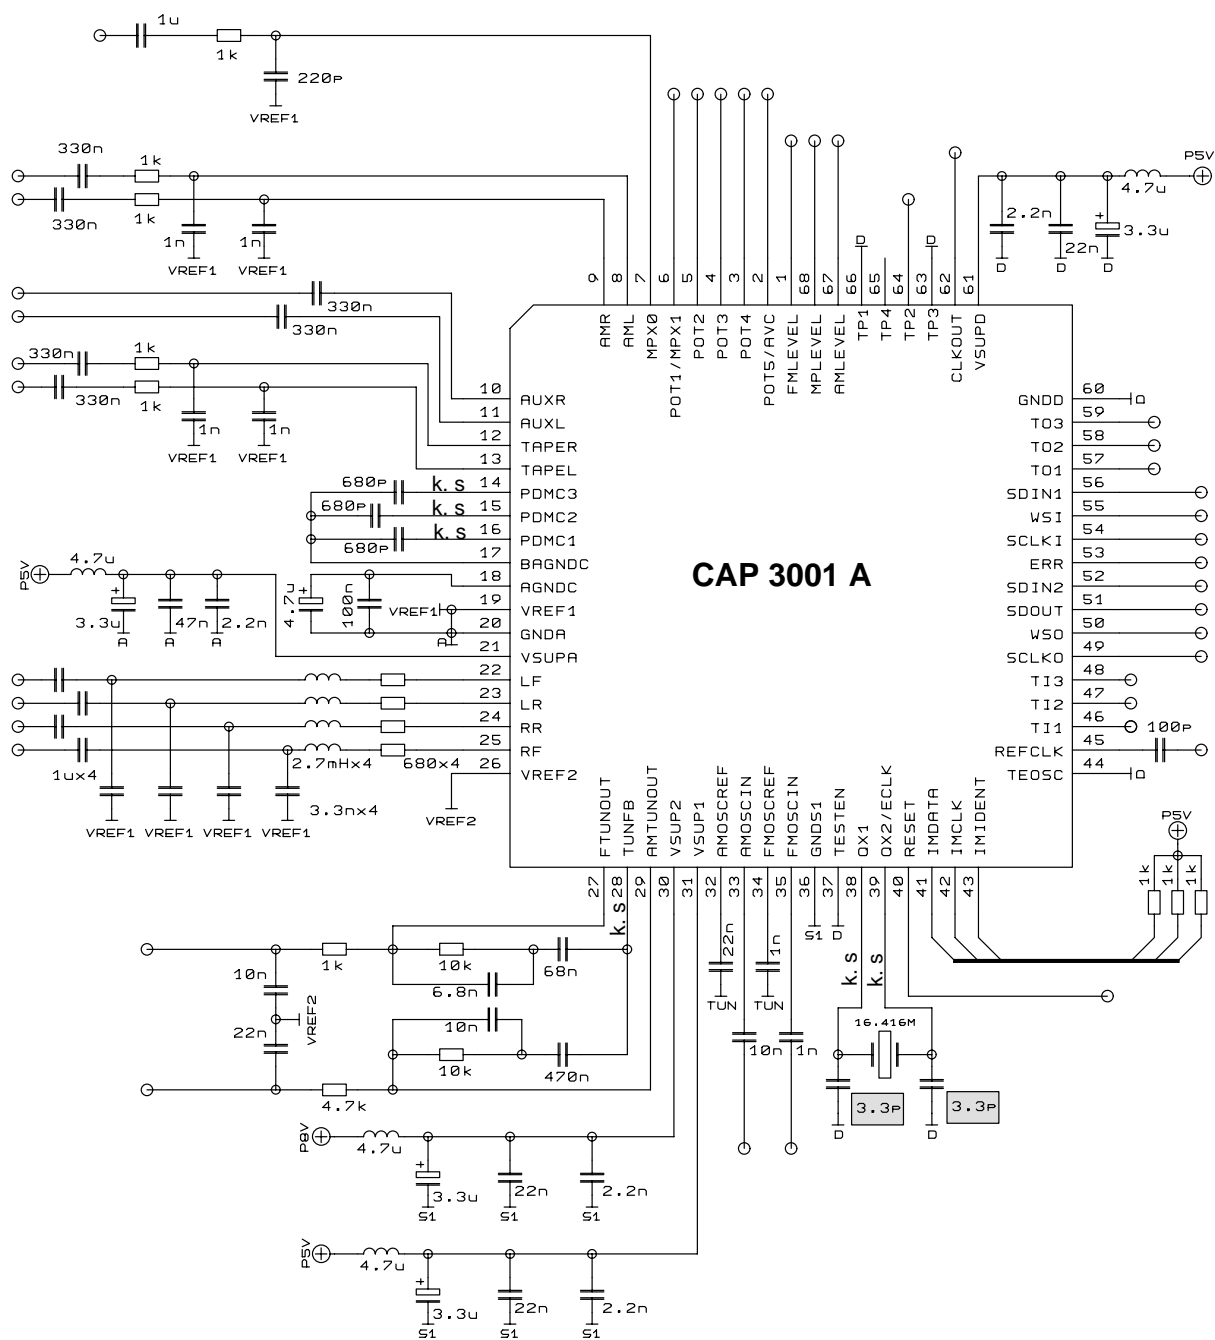 1u
1k
220p
VREF1
330n
1k
1k
330n
1n
1n
VREF1
VREF1
P5V
4.7u
2.2n
22n
+
3.3u
D
D
D
D
D
9
8
7
6
5
4
3
2
1
68
67
66
65
64
63
62
61
AMR
AML
MPX0
POT1/MPX1
POT2
POT3
POT4
POT5/AVC
FMLEVEL
MPLEVEL
AMLEVEL
TP1
TP4
TP2
TP3
CLKOUT
VSUPD
330n
330n
330n
1k
330n
1k
1n
1n
VREF1
VREF1
10 AUXR
11 AUXL
12 TAPER
13 TAPEL
14 PDMC3
15 PDMC2
16 PDMC1
17 BAGNDC
18 AGNDC
19 VREF1
20 GNDA
21 VSUPA
22 LF
23 LR
24 RR
25 RF
26 VREF2
680p k.s
680p k.s
680p k.s
P5V
4.7u
+
3.3u
47n
2.2n
A
A
A
+
4.7u
100n
VREF1
A
CAP 3001 A
GNDD 60
D
TO3 59
TO2 58
TO1 57
SDIN1 56
WSI 55
SCLKI 54
ERR 53
SDIN2 52
SDOUT 51
WSO 50
SCLKO 49
TI3 48
TI2 47
TI1 46
REFCLK 45
100p
TEOSC 44
D
1ux4
2.7mHx4
680x4
3.3nx4
VREF1
VREF1
VREF1
VREF1
VREF2
FTUNOUT
TUNFB
AMTUNOUT
VSUP2
VSUP1
AMOSCREF
AMOSCIN
FMOSCREF
FMOSCIN
GNDS1
TESTEN
QX1
QX2/ECLK
RESET
IMDATA
IMCLK
IMIDENT
27
28
29
30
31
32
33
34
35
36
37
38
39
40
41
42
43
k.s
P5V
1k
1k
1k
22n
1n
S1
D
TUN
TUN
k.s
k.s
1k
10k
68n
6.8n
10n
VREF2
22n
10n
10k
470n
4.7k
10n
1n
16.416M
3.3p
3.3p
D
D
P8V
4.7u
+
3.3u
22n
2.2n
S1
S1
S1
P5V
4.7u
+
3.3u
22n
2.2n
S1
S1
S1